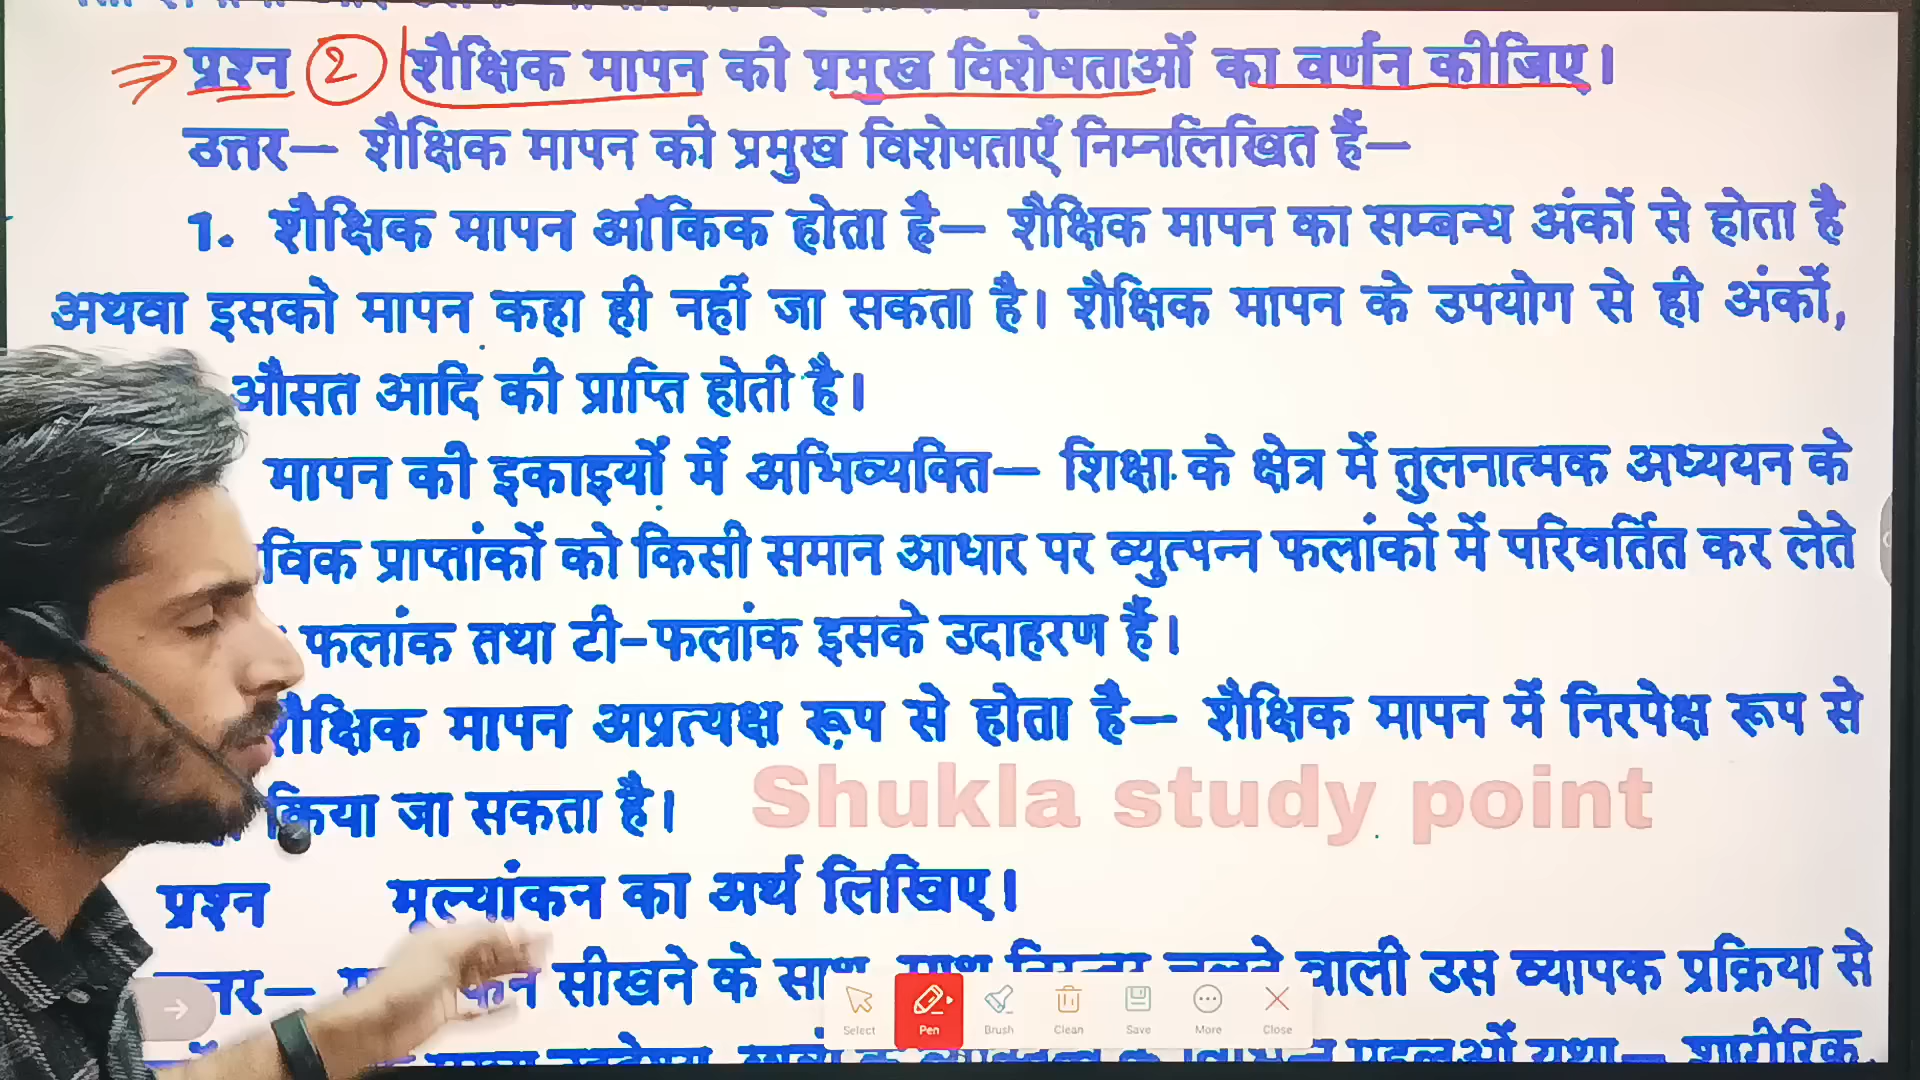 प्रश्न 2 शैक्षिक मापन की प्रमुख विशेषताओं का वर्णन कीजिए।
उत्तर— शैक्षिक मापन की प्रमुख विशेषताएँ निम्नलिखित हैं—
1. शैक्षिक मापन आँकिक होता है— शैक्षिक मापन का सम्बन्ध अंकों से होता है
अथवा इसको मापन कहा ही नहीं जा सकता है। शैक्षिक मापन के उपयोग से ही अंकों,
औसत आदि की प्राप्ति होती है।
मापन की इकाइयों में अभिव्यक्ति— शिक्षा के क्षेत्र में तुलनात्मक अध्ययन के
प्राप्तांकों को किसी समान आधार पर व्युत्पन्न फलांकों में परिवर्तित कर लेते
फलांक तथा टी-फलांक इसके उदाहरण हैं।
शैक्षिक मापन अप्रत्यक्ष रूप से होता है— शैक्षिक मापन में निरपेक्ष रूप से
किया जा सकता है।
Shukla study point
प्रश्न मूल्यांकन का अर्थ लिखिए।
सीखने के साथ वाली उस व्यापक प्रक्रिया से
Select Pen Brush Clean Save More Close